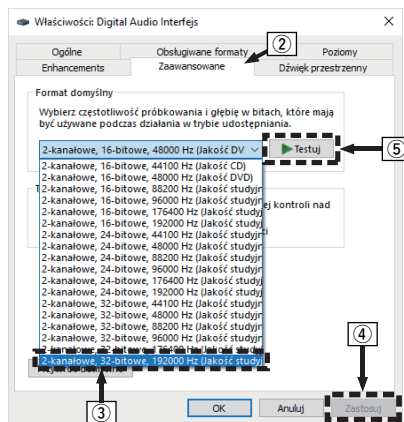 Właściwości: Digital Audio Interfejs
②
Ogólne Obsługiwane formaty Poziomy
Enhancements Zaawansowane Dźwięk przestrzenny
Format domyślny
Wybierz częstotliwość próbkowania i głębię w bitach, które mają
być używane podczas działania w trybie udostępniania.
2-kanałowe, 16-bitowe, 48000 Hz (Jakość DV Testuj
⑤
2-kanałowe, 16-bitowe, 44100 Hz (Jakość CD)
2-kanałowe, 16-bitowe, 48000 Hz (Jakość DVD)
2-kanałowe, 16-bitowe, 88200 Hz (Jakość studyjn
2-kanałowe, 16-bitowe, 96000 Hz (Jakość studyjn
2-kanałowe, 16-bitowe, 176400 Hz (Jakość studyj
2-kanałowe, 16-bitowe, 192000 Hz (Jakość studyj
ej kontroli nad
2-kanałowe, 24-bitowe, 44100 Hz (Jakość studyjn
2-kanałowe, 24-bitowe, 48000 Hz (Jakość studyjn
2-kanałowe, 24-bitowe, 88200 Hz (Jakość studyjn
2-kanałowe, 24-bitowe, 96000 Hz (Jakość studyjn
2-kanałowe, 24-bitowe, 176400 Hz (Jakość studyj
2-kanałowe, 24-bitowe, 192000 Hz (Jakość studyj
2-kanałowe, 32-bitowe, 44100 Hz (Jakość studyjn
2-kanałowe, 32-bitowe, 48000 Hz (Jakość studyjn
2-kanałowe, 32-bitowe, 88200 Hz (Jakość studyjn
2-kanałowe, 32-bitowe, 96000 Hz (Jakość studyjn
2-kanałowe, 32-bitowe, 176400 Hz (Jakość studyj
2-kanałowe, 32-bitowe, 192000 Hz (Jakość studyj
④
③
OK Anuluj Zastosuj